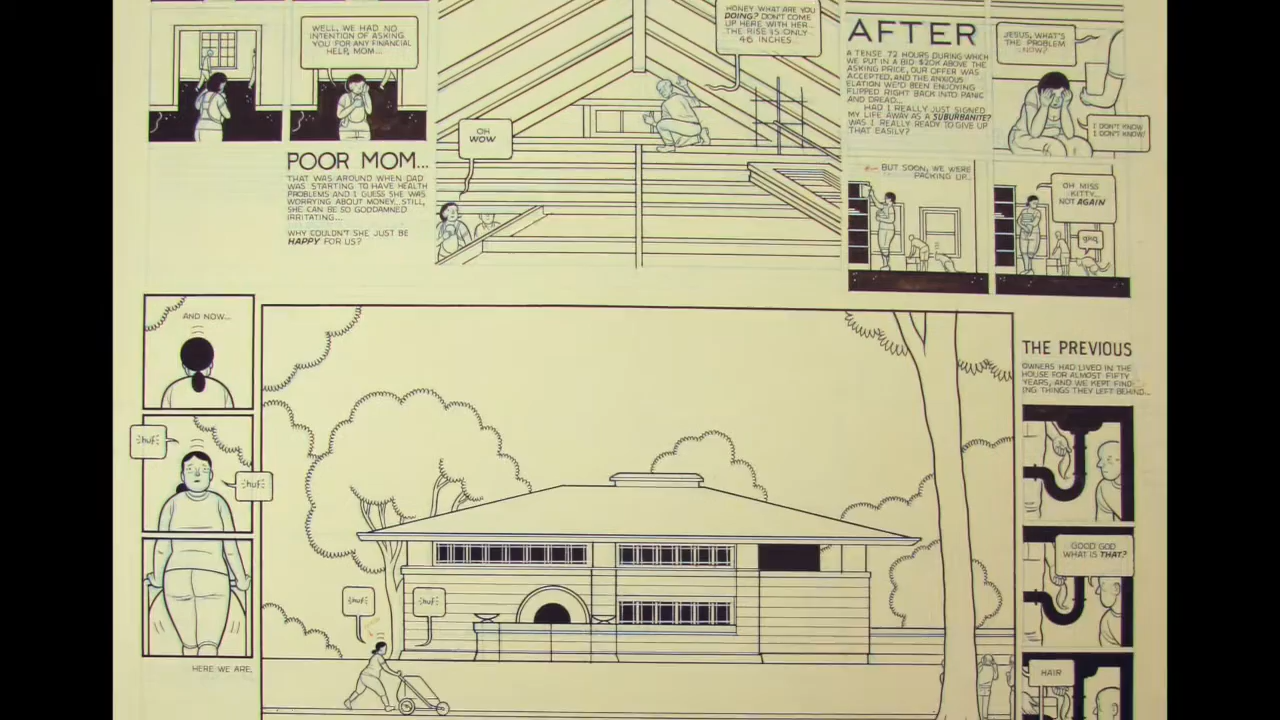 WELL, WE HAD NO
INTENTION OF ASKING
YOU FOR ANY FINANCIAL
HELP, MOM...
POOR MOM...
THAT WAS AROUND WHEN DAD
WAS STARTING TO HAVE HEALTH
PROBLEMS AND I GUESS SHE WAS
WORRYING ABOUT MONEY. STILL,
SHE CAN BE SO GODDAMNED
IRRITATING...
WHY COULDN'T SHE JUST BE
HAPPY FOR US?
HONEY WHAT ARE YOU
DOING? DON'T COME
UP HERE WITH HER...
THE RISE IS ONLY
46 INCHES...
OH
WOW
AFTER
A TENSE 72 HOURS DURING WHICH
WE PUT IN A BID $20K ABOVE THE
ASKING PRICE, OUR OFFER WAS
ACCEPTED, AND THE ANXIOUS
ELATION WE'D BEEN ENJOYING
FLIPPED RIGHT BACK INTO PANIC
AND DREAD...
HAD I REALLY JUST SIGNED
MY LIFE AWAY AS A SUBURBANITE?
WAS I REALLY READY TO GIVE UP
THAT EASILY?
JESUS, WHAT'S
THE PROBLEM
NOW?
I DON'T KNOW
I DON'T KNOW
BUT SOON, WE WERE
PACKING UP...
OH MISS
KITTY...
NOT AGAIN
AND NOW...
huf
huf
HERE WE ARE.
huf
huf
THE PREVIOUS
OWNERS HAD LIVED IN THE
HOUSE FOR ALMOST FIFTY
YEARS, AND WE KEPT FIND-
ING THINGS THEY LEFT BEHIND...
GOOD GOD
WHAT IS THAT?
HAIR